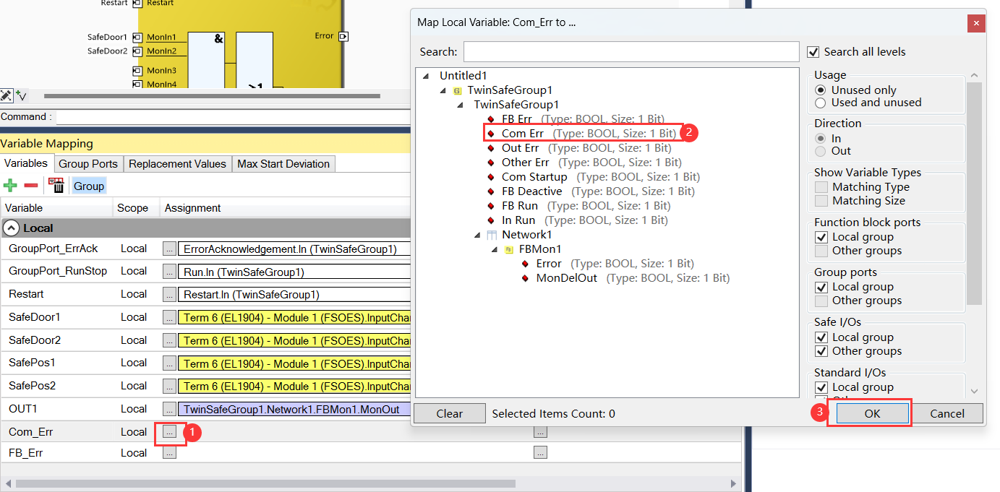 Restart
Restart
SafeDoor1
MonIn1
&
Error
SafeDoor2
MonIn2
MonIn3
MonIn4
>1
Command :
Variable Mapping
Variables
Group Ports
Replacement Values
Max Start Deviation
Group
Variable
Scope
Assignment
Local
GroupPort_ErrAck Local ... ErrorAcknowledgement.In (TwinSafeGroup1)
GroupPort_RunStop Local ... Run.In (TwinSafeGroup1)
Restart Local ... Restart.In (TwinSafeGroup1)
SafeDoor1 Local ... Term 6 (EL1904) - Module 1 (FSOES).InputCha
SafeDoor2 Local ... Term 6 (EL1904) - Module 1 (FSOES).InputCha
SafePos1 Local ... Term 6 (EL1904) - Module 1 (FSOES).InputCha
SafePos2 Local ... Term 6 (EL1904) - Module 1 (FSOES).InputCha
OUT1 Local ... TwinSafeGroup1.Network1.FBMon1.MonOut
Com_Err Local ... 1 ...
FB_Err Local ... ...
Map Local Variable: Com_Err to ...
Search:
Search all levels
Untitled1
TwinSafeGroup1
TwinSafeGroup1
FB Err (Type: BOOL, Size: 1 Bit)
Com Err (Type: BOOL, Size: 1 Bit) 2
Out Err (Type: BOOL, Size: 1 Bit)
Other Err (Type: BOOL, Size: 1 Bit)
Com Startup (Type: BOOL, Size: 1 Bit)
FB Deactive (Type: BOOL, Size: 1 Bit)
FB Run (Type: BOOL, Size: 1 Bit)
In Run (Type: BOOL, Size: 1 Bit)
Network1
FBMon1
Error (Type: BOOL, Size: 1 Bit)
MonDelOut (Type: BOOL, Size: 1 Bit)
Usage
Unused only
Used and unused
Direction
In
Out
Show Variable Types
Matching Type
Matching Size
Function block ports
Local group
Other groups
Group ports
Local group
Other groups
Safe I/Os
Local group
Other groups
Standard I/Os
Local group
Clear
Selected Items Count: 0
3
OK
Cancel